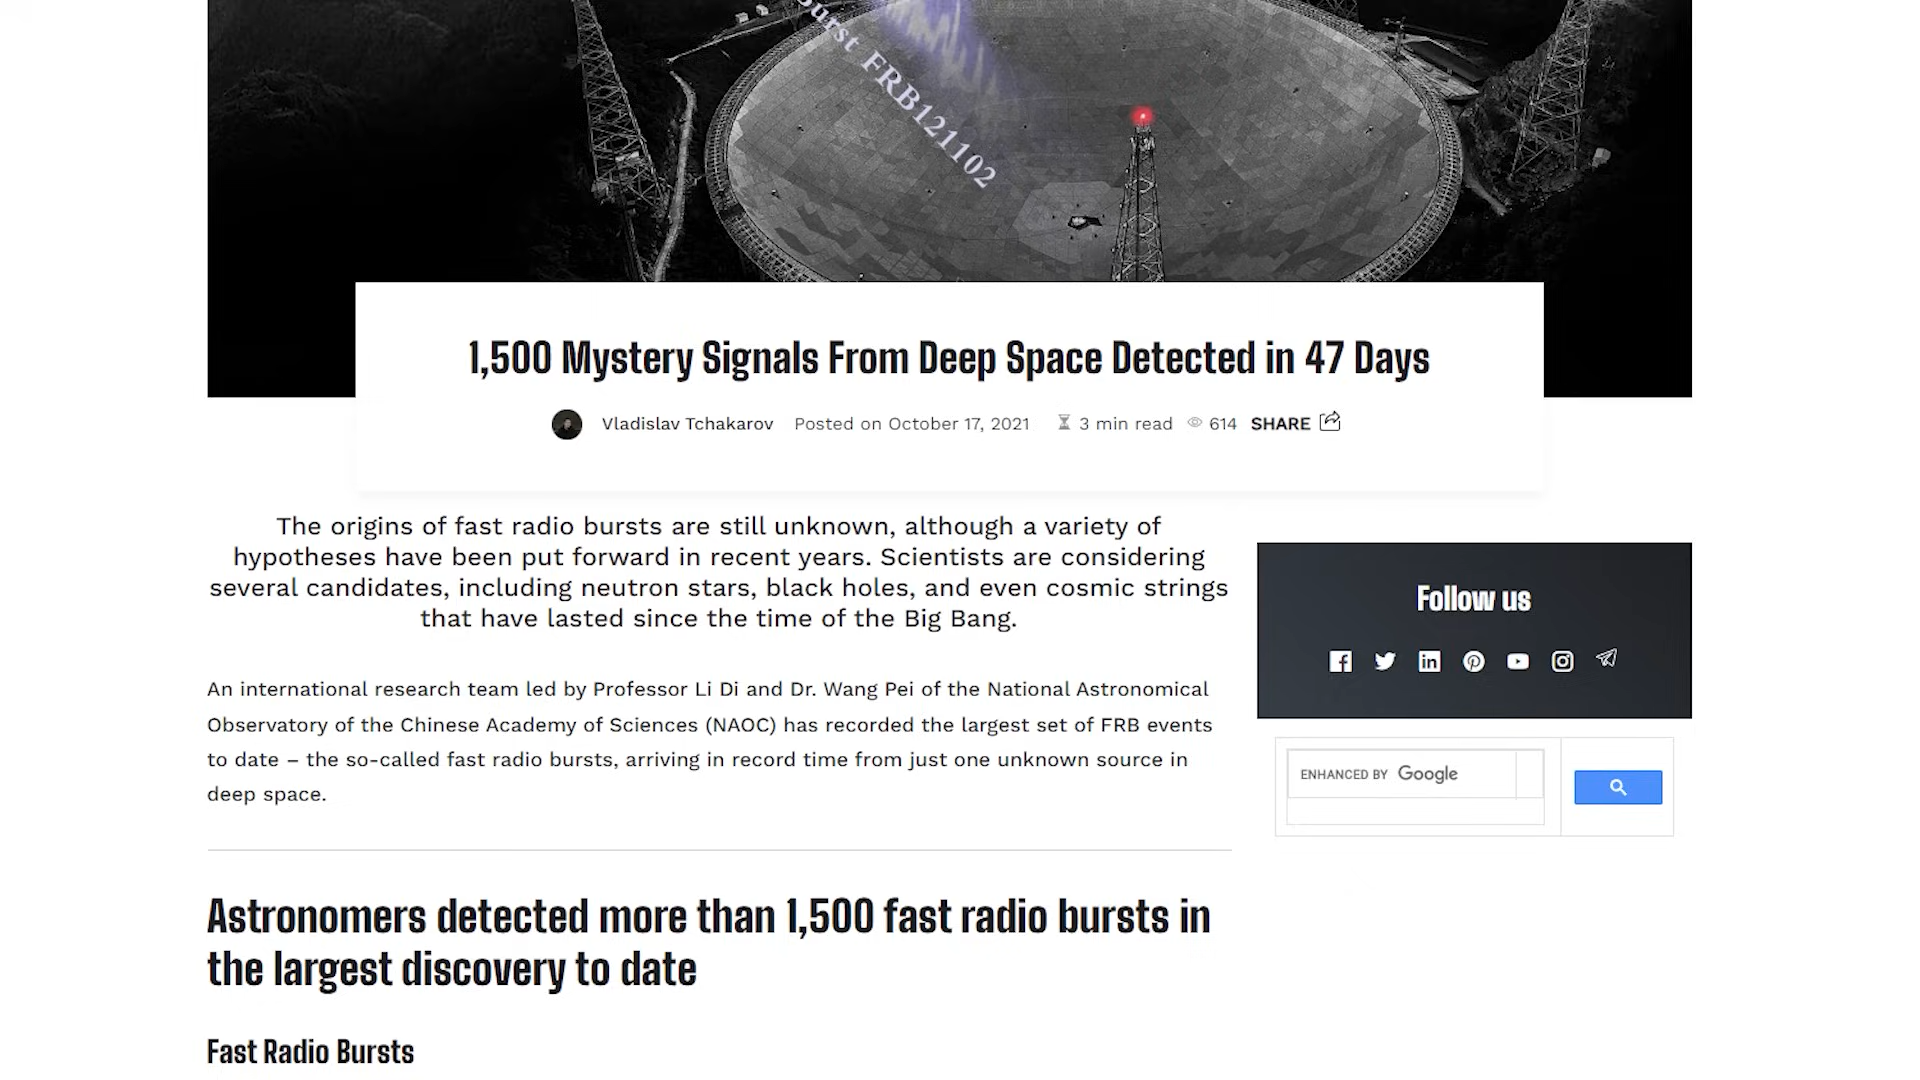 Burst FRB121102
1,500 Mystery Signals From Deep Space Detected in 47 Days
Vladislav Tchakarov Posted on October 17, 2021 3 min read 614 SHARE
The origins of fast radio bursts are still unknown, although a variety of
hypotheses have been put forward in recent years. Scientists are considering
several candidates, including neutron stars, black holes, and even cosmic strings
that have lasted since the time of the Big Bang.
Follow us
An international research team led by Professor Li Di and Dr. Wang Pei of the National Astronomical
Observatory of the Chinese Academy of Sciences (NAOC) has recorded the largest set of FRB events
to date – the so-called fast radio bursts, arriving in record time from just one unknown source in
deep space.
ENHANCED BY Google
Astronomers detected more than 1,500 fast radio bursts in
the largest discovery to date
Fast Radio Bursts